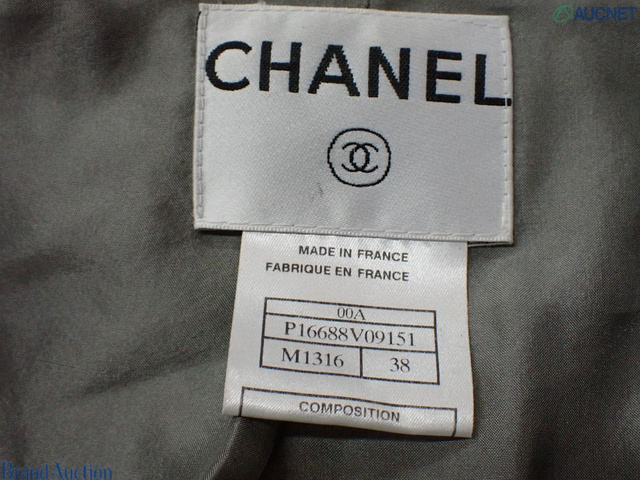 AUCNET
CHANEL
MADE IN FRANCE
FABRIQUE EN FRANCE
00A
P16688V09151
M1316 38
COMPOSITION
Brand Auction